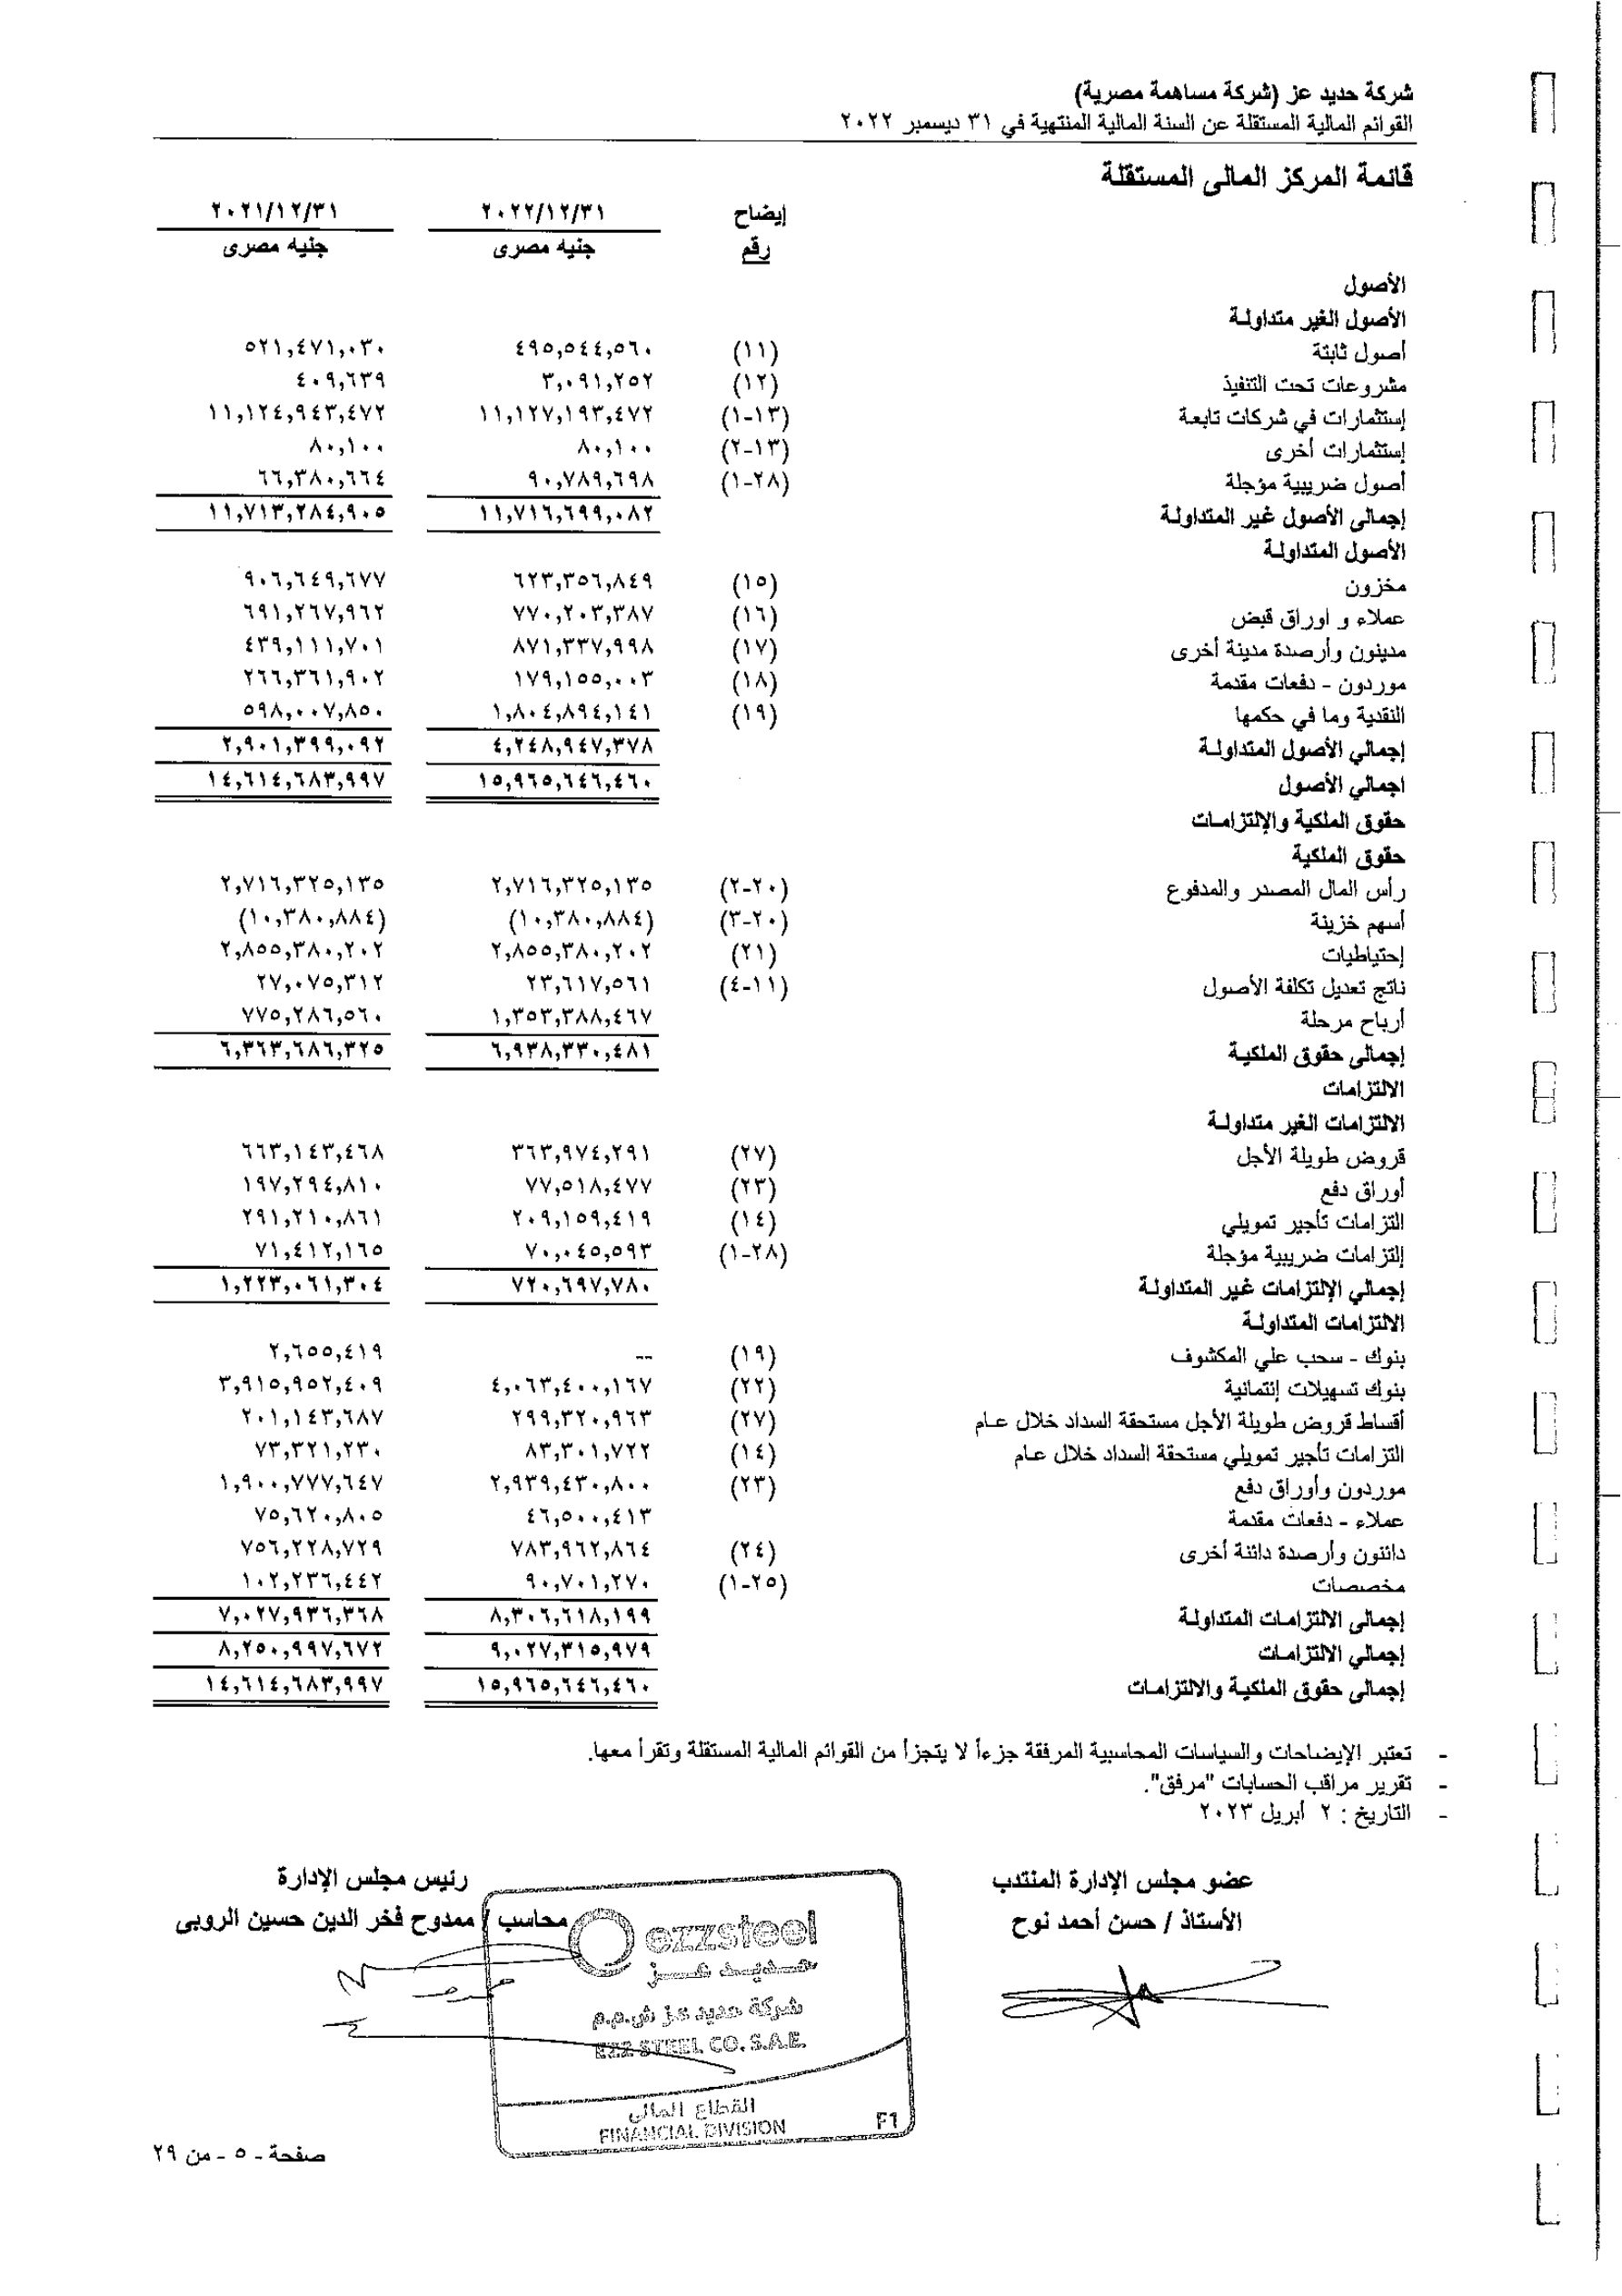 شركة حديد عز (شركة مساهمة مصرية)
القوائم المالية المستقلة عن السنة المالية المنتهية في ٣١ ديسمبر ٢٠٢٢
قائمة المركز المالى المستقلة
إيضاح ٢٠٢٢/١٢/٣١ ٢٠٢١/١٢/٣١
رقم جنيه مصرى جنيه مصرى
الأصول
الأصول الغير متداولة
أصول ثابتة (١١) ٤٩٥,٥٤٤,٥٦٠ ٥٢١,٤٧١,٠٣٠
مشروعات تحت التنفيذ (١٢) ٣,٠٩١,٢٥٢ ٤٠٩,٦٣٩
إستثمارات في شركات تابعة (١٣-١) ١١,١٢٧,١٩٣,٤٧٢ ١١,١٢٤,٩٤٣,٤٧٢
إستثمارات أخرى (١٣-٢) ٨٠,١٠٠ ٨٠,١٠٠
أصول ضريبية مؤجلة (٢٨-١) ٩٠,٧٨٩,٦٩٨ ٦٦,٣٨٠,٦٦٤
إجمالى الأصول غير المتداولة ١١,٧١٦,٦٩٩,٠٨٢ ١١,٧١٣,٢٨٤,٩٠٥
الأصول المتداولة
مخزون (١٥) ٦٢٣,٣٥٦,٨٤٩ ٩٠٦,٦٤٩,٦٧٧
عملاء و اوراق قبض (١٦) ٧٧٠,٢٠٣,٣٨٧ ٦٩١,٢٦٧,٩٦٢
مدينون وأرصدة مدينة أخرى (١٧) ٨٧١,٣٣٧,٩٩٨ ٤٣٩,١١١,٧٠١
موردون - دفعات مقدمة (١٨) ١٧٩,١٥٥,٠٠٣ ٢٦٦,٣٦١,٩٠٢
النقدية وما في حكمها (١٩) ١,٨٠٤,٨٩٤,١٤١ ٥٩٨,٠٠٧,٨٥٠
إجمالي الأصول المتداولة ٤,٢٤٨,٩٤٧,٣٧٨ ٢,٩٠١,٣٩٩,٠٩٢
اجمالي الأصول ١٥,٩٦٥,٦٤٦,٤٦٠ ١٤,٦١٤,٦٨٣,٩٩٧
حقوق الملكية والإلتزامات
حقوق الملكية
رأس المال المصدر والمدفوع (٢٠-٢) ٢,٧١٦,٣٢٥,١٣٥ ٢,٧١٦,٣٢٥,١٣٥
أسهم خزينة (٢٠-٣) (١٠,٣٨٠,٨٨٤) (١٠,٣٨٠,٨٨٤)
إحتياطيات (٢١) ٢,٨٥٥,٣٨٠,٢٠٢ ٢,٨٥٥,٣٨٠,٢٠٢
ناتج تعديل تكلفة الأصول (١١-٤) ٢٣,٦١٧,٥٦١ ٢٧,٠٧٥,٣١٢
أرباح مرحلة ١,٣٥٣,٣٨٨,٤٦٧ ٧٧٥,٢٨٦,٥٦٠
إجمالى حقوق الملكية ٦,٩٣٨,٣٣٠,٤٨١ ٦,٣٦٣,٦٨٦,٣٢٥
الالتزامات
الالتزامات الغير متداولة
قروض طويلة الأجل (٢٧) ٣٦٣,٩٧٤,٢٩١ ٦٦٣,١٤٣,٤٦٨
أوراق دفع (٢٣) ٧٧,٥١٨,٤٧٧ ١٩٧,٢٩٤,٨١٠
التزامات تأجير تمويلي (١٤) ٢٠٩,١٥٩,٤١٩ ٢٩١,٢١٠,٨٦١
إلتزامات ضريبية مؤجلة (٢٨-١) ٧٠,٠٤٥,٥٩٣ ٧١,٤١٢,١٦٥
إجمالي الإلتزامات غير المتداولة ٧٢٠,٦٩٧,٧٨٠ ١,٢٢٣,٠٦١,٣٠٤
الالتزامات المتداولة
بنوك - سحب علي المكشوف (١٩) -- ٢,٦٥٥,٤١٩
بنوك تسهيلات إئتمانية (٢٢) ٤,٠٦٣,٤٠٠,١٦٧ ٣,٩١٥,٩٥٢,٤٠٩
أقساط قروض طويلة الأجل مستحقة السداد خلال عام (٢٧) ٢٩٩,٣٢٠,٩٦٣ ٢٠١,١٤٣,٦٨٧
التزامات تأجير تمويلي مستحقة السداد خلال عام (١٤) ٨٣,٣٠١,٧٢٢ ٧٣,٣٢١,٢٣٠
موردون وأوراق دفع (٢٣) ٢,٩٣٩,٤٣٠,٨٠٠ ١,٩٠٠,٧٧٧,٦٤٧
عملاء - دفعات مقدمة ٤٦,٥٠٠,٤١٣ ٧٥,٦٢٠,٨٠٥
دائنون وأرصدة دائنة أخرى (٢٤) ٧٨٣,٩٦٢,٨٦٤ ٧٥٦,٢٢٨,٧٢٩
مخصصات (٢٥-١) ٩٠,٧٠١,٢٧٠ ١٠٢,٢٣٦,٤٤٢
إجمالي الالتزامات المتداولة ٨,٣٠٦,٦١٨,١٩٩ ٧,٠٢٧,٩٣٦,٣٦٨
إجمالي الالتزامات ٩,٠٢٧,٣١٥,٩٧٩ ٨,٢٥٠,٩٩٧,٦٧٢
إجمالى حقوق الملكية والالتزامات ١٥,٩٦٥,٦٤٦,٤٦٠ ١٤,٦١٤,٦٨٣,٩٩٧
- تعتبر الإيضاحات والسياسات المحاسبية المرفقة جزءاً لا يتجزأ من القوائم المالية المستقلة وتقرأ معها.
- تقرير مراقب الحسابات "مرفق".
- التاريخ : ٢ أبريل ٢٠٢٣
عضو مجلس الإدارة المنتدب رئيس مجلس الإدارة
الأستاذ / حسن أحمد نوح محاسب / ممدوح فخر الدين حسين الروبى
ezzsteel
حديد عز
شركة حديد عز ش.م.م
EZZ STEEL CO. S.A.E.
القطاع المالى
FINANCIAL DIVISION F1
صفحة - ٥ - من ٢٩